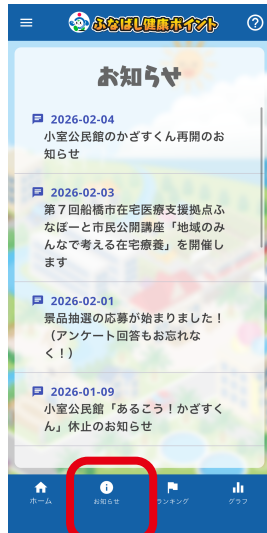 ふなばし健康ポイント
お知らせ
2026-02-04
小室公民館のかざすくん再開のお
知らせ
2026-02-03
第７回船橋市在宅医療支援拠点ふ
なぽーと市民公開講座「地域のみ
んなで考える在宅療養」を開催し
ます
2026-02-01
景品抽選の応募が始まりました！
（アンケート回答もお忘れな
く！）
2026-01-09
小室公民館「あるこう！かざすく
ん」休止のお知らせ
ホーム
お知らせ
ランキング
グラフ